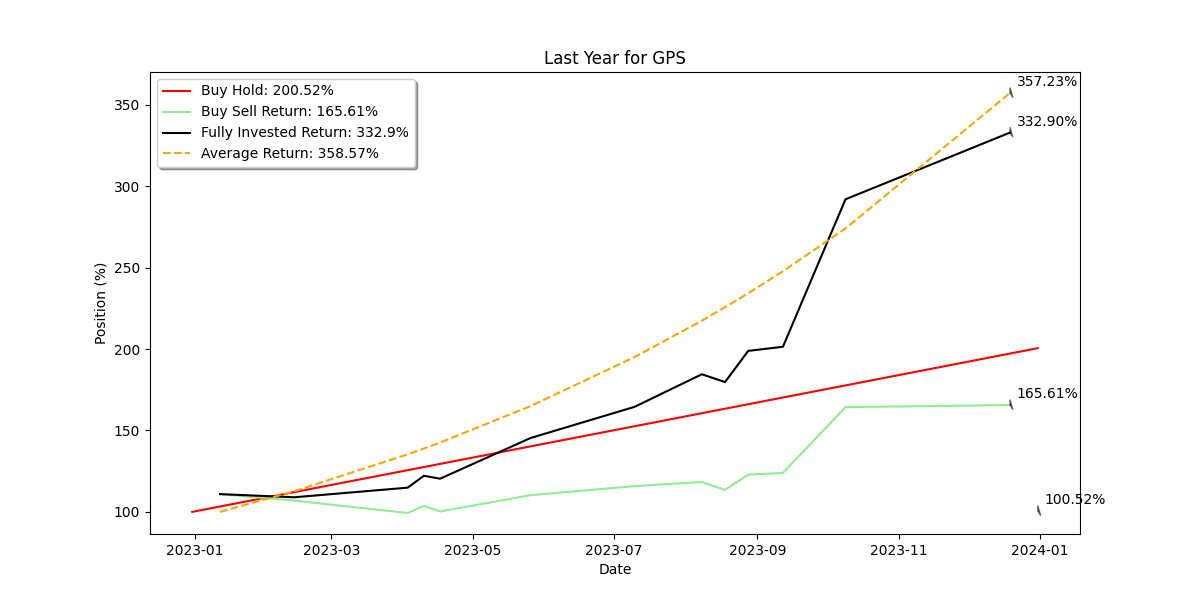 Last Year for GPS
Buy Hold: 200.52%
Buy Sell Return: 165.61%
Fully Invested Return: 332.9%
Average Return: 358.57%
357.23%
332.90%
165.61%
100.52%
Position (%)
350
300
250
200
150
100
2023-01 2023-03 2023-05 2023-07 2023-09 2023-11 2024-01
Date